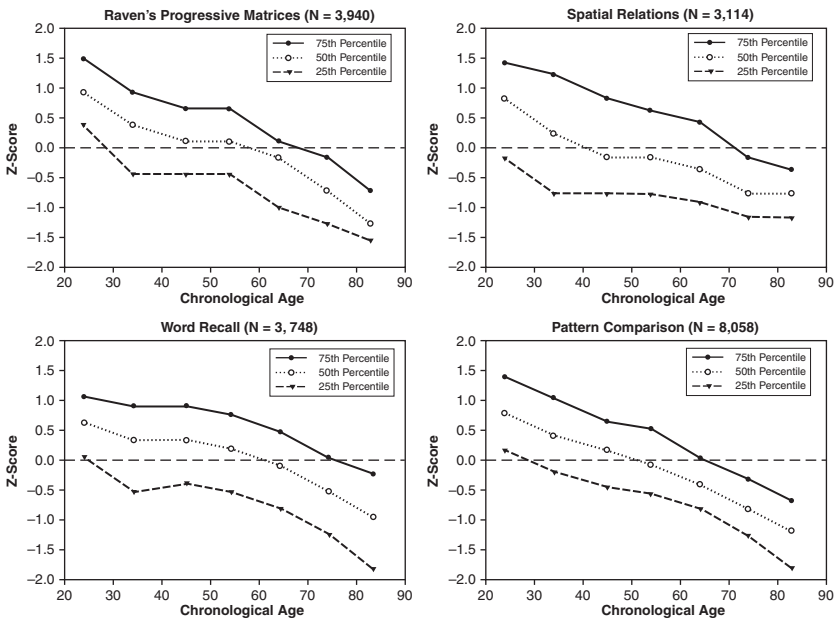 Raven's Progressive Matrices (N = 3,940)
2.0
1.5
1.0
0.5
0.0
−0.5
−1.0
−1.5
−2.0
Z-Score
75th Percentile
50th Percentile
25th Percentile
20 30 40 50 60 70 80 90
Chronological Age
Spatial Relations (N = 3,114)
2.0
1.5
1.0
0.5
0.0
−0.5
−1.0
−1.5
−2.0
Z-Score
75th Percentile
50th Percentile
25th Percentile
20 30 40 50 60 70 80 90
Chronological Age
Word Recall (N = 3, 748)
2.0
1.5
1.0
0.5
0.0
−0.5
−1.0
−1.5
−2.0
Z-Score
75th Percentile
50th Percentile
25th Percentile
20 30 40 50 60 70 80 90
Chronological Age
Pattern Comparison (N = 8,058)
2.0
1.5
1.0
0.5
0.0
−0.5
−1.0
−1.5
−2.0
Z-Score
75th Percentile
50th Percentile
25th Percentile
20 30 40 50 60 70 80 90
Chronological Age